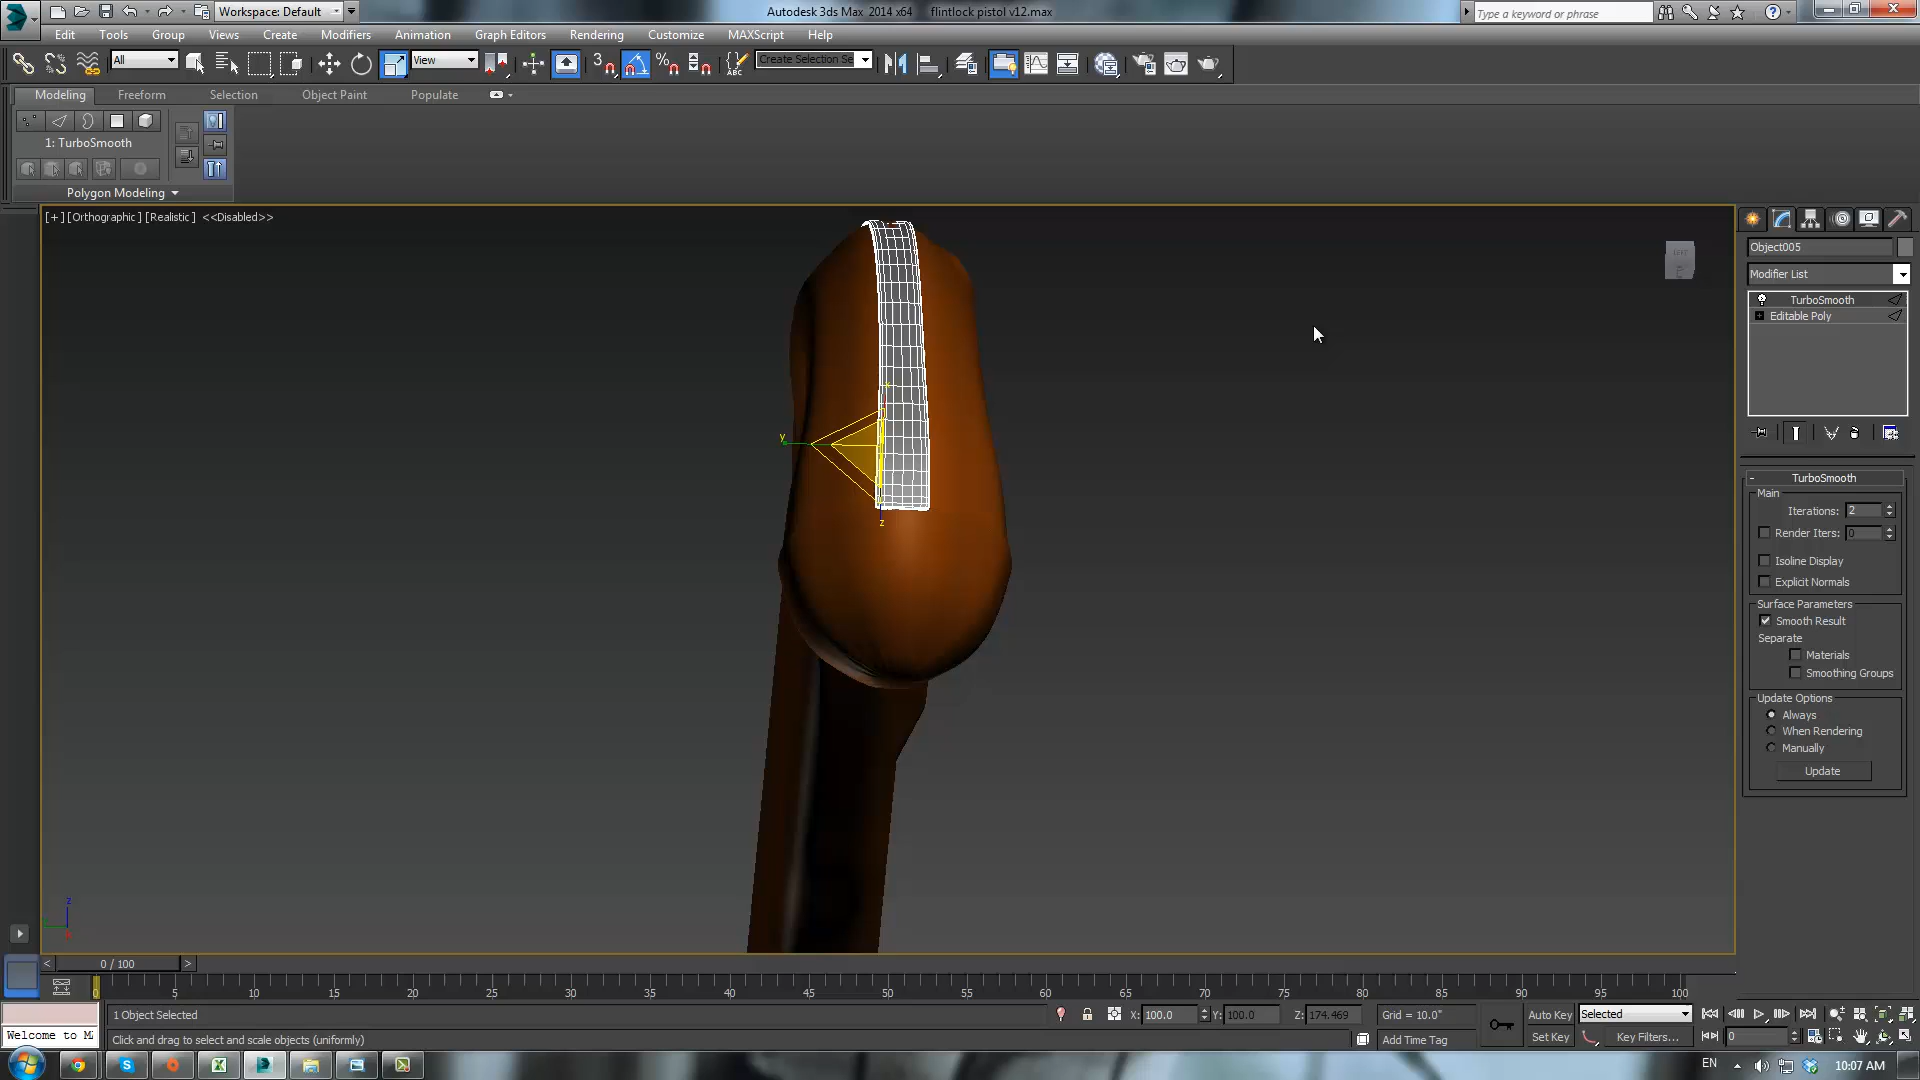 Workspace: Default
Autodesk 3ds Max 2014 x64 flintlock pistol v12.max
Type a keyword or phrase
Edit Tools Group Views Create Modifiers Animation Graph Editors Rendering Customize MAXScript Help
All
View
3
Create Selection Se
Modeling Freeform Selection Object Paint Populate
1: TurboSmooth
Polygon Modeling
[+][Orthographic][Realistic] <<Disabled>>
Object005
Modifier List
TurboSmooth
Editable Poly
y
z
TurboSmooth
Main
Iterations: 2
Render Iters: 0
Isoline Display
Explicit Normals
Surface Parameters
Smooth Result
Separate
Materials
Smoothing Groups
Update Options
Always
When Rendering
Manually
Update
z
0 / 100
0 5 10 15 20 25 30 35 40 45 50 55 60 65 70 75 80 85 90 95 100
1 Object Selected
X: 100.0 Y: 100.0 Z: 174.469
Grid = 10.0"
Auto Key
Selected
Welcome to Mi
Click and drag to select and scale objects (uniformly)
Add Time Tag
Set Key
Key Filters...
0
EN
10:07 AM